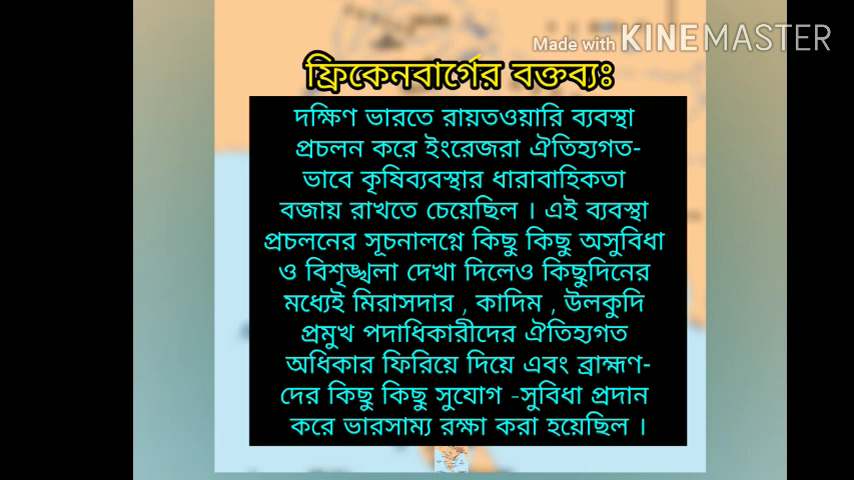 Made with KINEMASTER
ফ্রিকেনবার্গের বক্তব্যঃ
দক্ষিণ ভারতে রায়তওয়ারি ব্যবস্থা
প্রচলন করে ইংরেজরা ঐতিহ্যগত-
ভাবে কৃষিব্যবস্থার ধারাবাহিকতা
বজায় রাখতে চেয়েছিল । এই ব্যবস্থা
প্রচলনের সূচনালগ্নে কিছু কিছু অসুবিধা
ও বিশৃঙ্খলা দেখা দিলেও কিছুদিনের
মধ্যেই মিরাসদার , কাদিম , উলকুদি
প্রমুখ পদাধিকারীদের ঐতিহ্যগত
অধিকার ফিরিয়ে দিয়ে এবং ব্রাহ্মণ-
দের কিছু কিছু সুযোগ -সুবিধা প্রদান
করে ভারসাম্য রক্ষা করা হয়েছিল ।